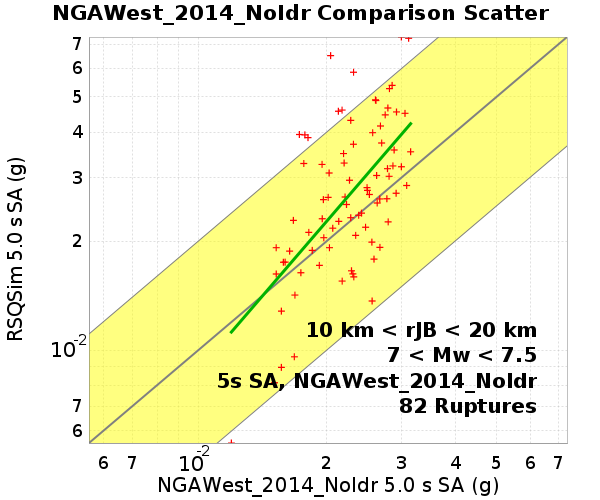 NGAWest_2014_NoIdr Comparison Scatter
7
6
5
4
3
2
10-2
7
6
RSQSim 5.0 s SA (g)
10 km < rJB < 20 km
7 < Mw < 7.5
5s SA, NGAWest_2014_NoIdr
82 Ruptures
6 7 10-2 2 3 4 5 6 7
NGAWest_2014_NoIdr 5.0 s SA (g)